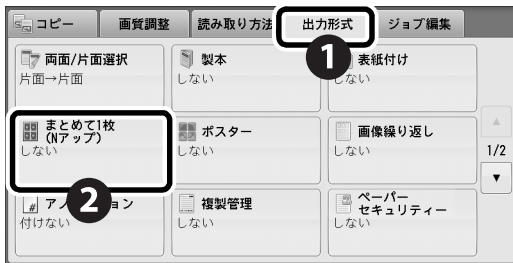 コピー 画質調整 読み取り方法 出力形式 ジョブ編集
1
両面/片面選択 製本 表紙付け
片面→片面 しない しない
まとめて1枚
(Nアップ) ポスター 画像繰り返し
しない しない しない
1/2
2
複製管理 ペーパー
セキュリティー
付けない しない しない